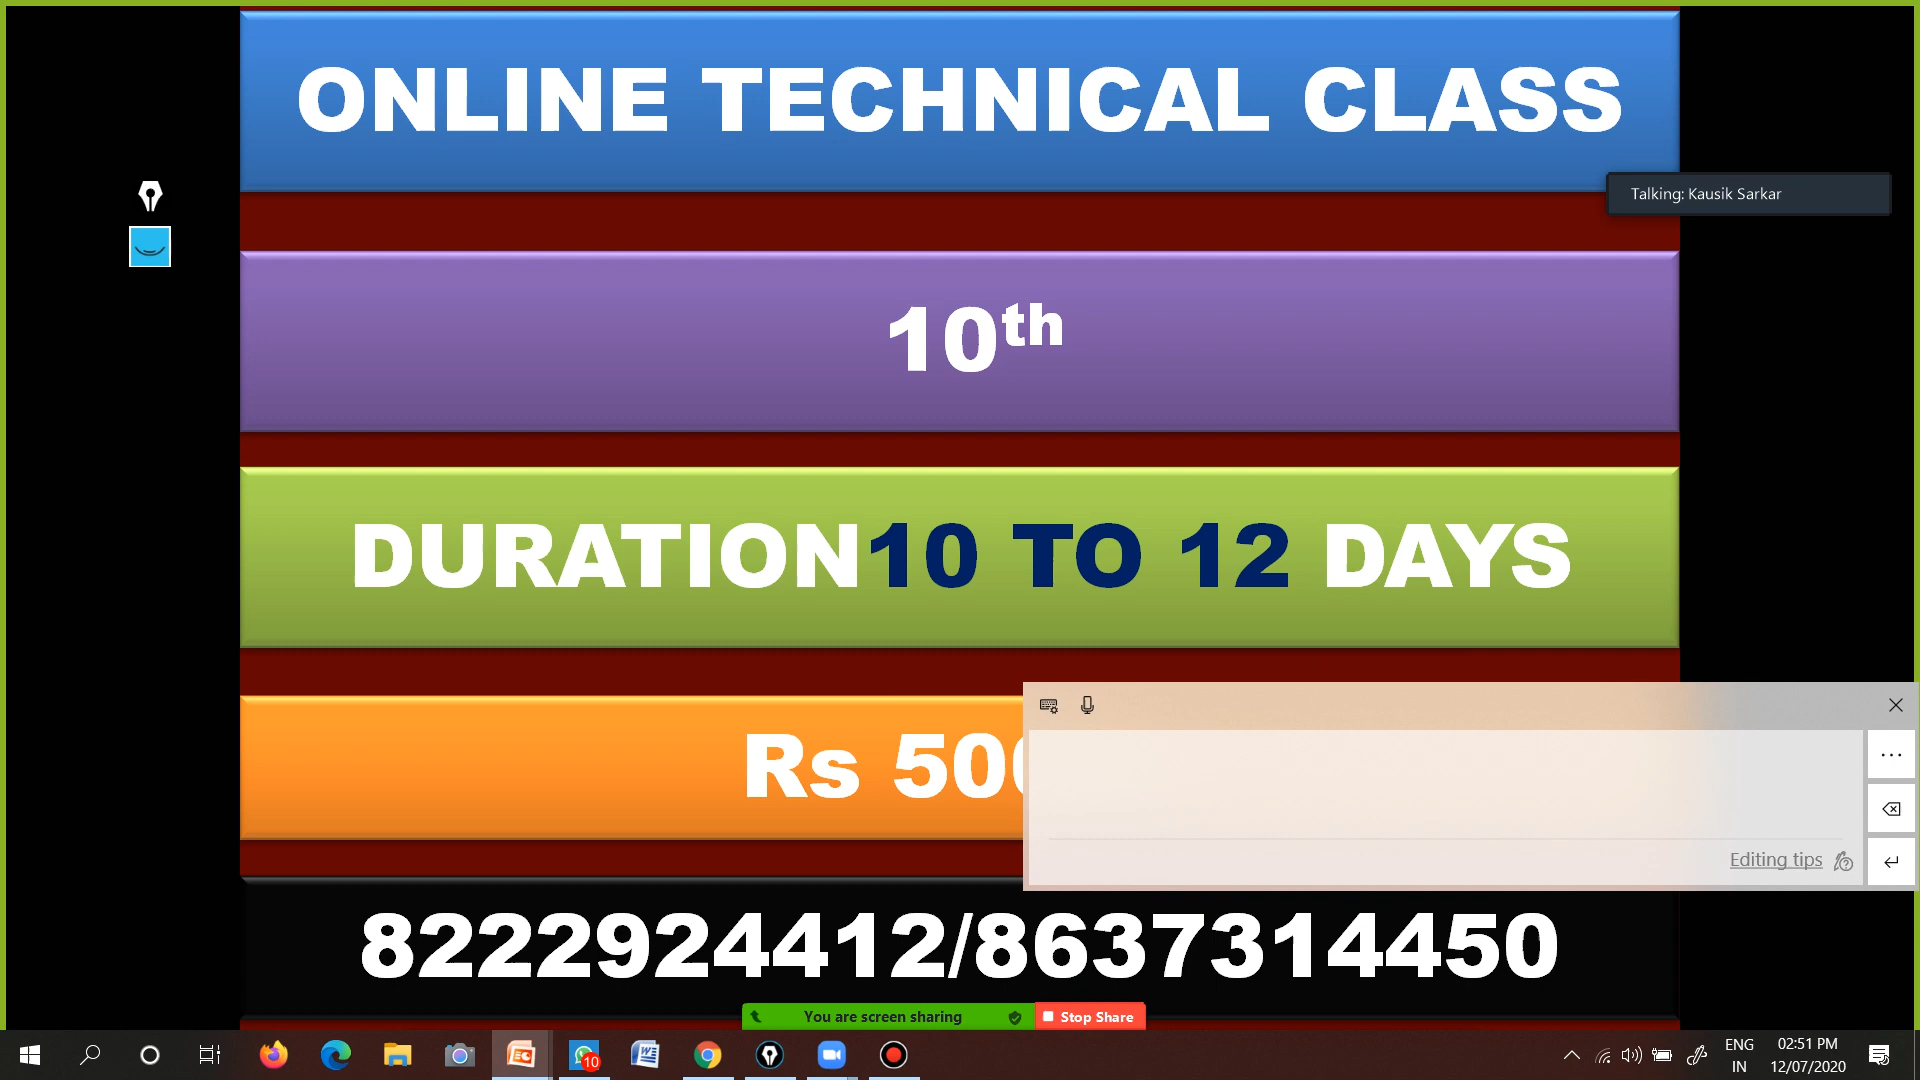 ONLINE TECHNICAL CLASS
Talking: Kausik Sarkar
10th
DURATION10 TO 12 DAYS
Rs 500
Editing tips
8222924412/8637314450
You are screen sharing
Stop Share
10
ENG
IN
02:51 PM
12/07/2020